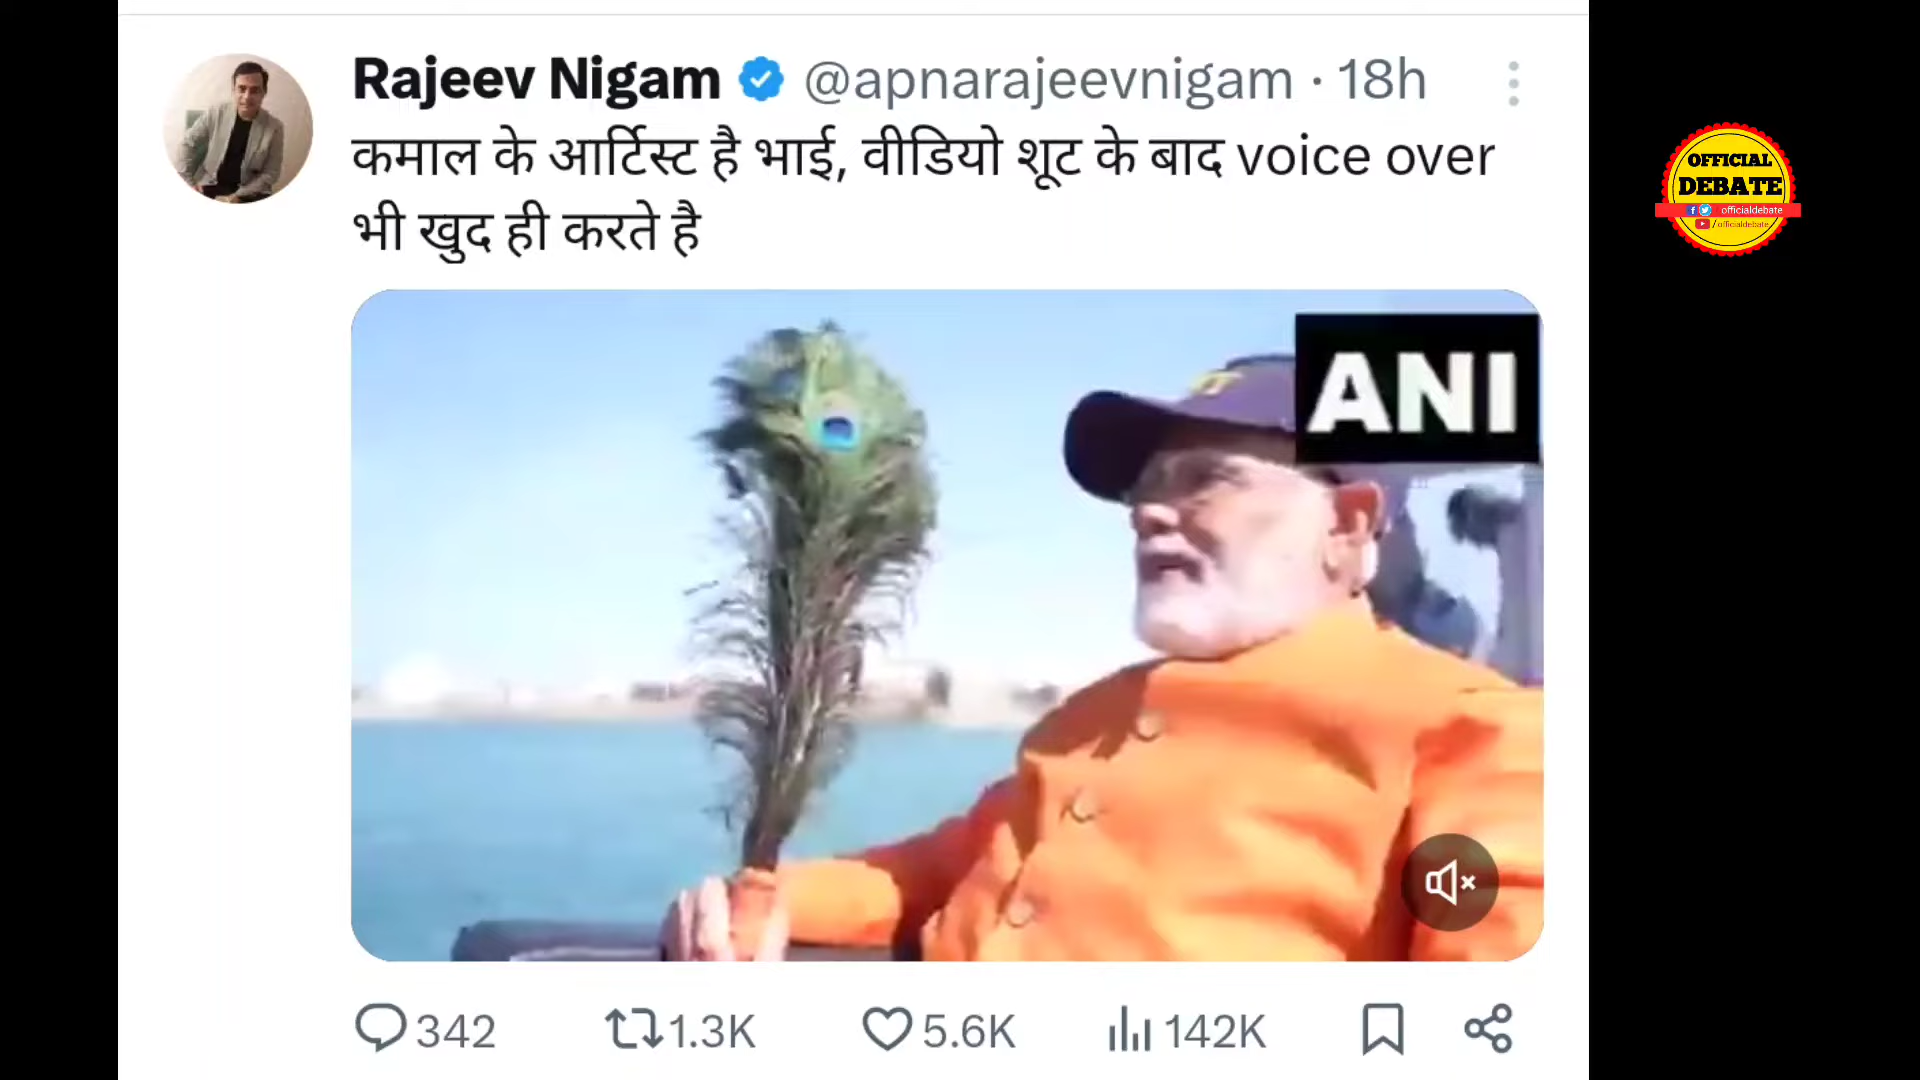 Rajeev Nigam @apnarajeevnigam · 18h
कमाल के आर्टिस्ट है भाई, वीडियो शूट के बाद voice over
भी खुद ही करते है
ANI
342 1.3K 5.6K 142K
OFFICIAL
DEBATE
officialdebate
/officialdebate